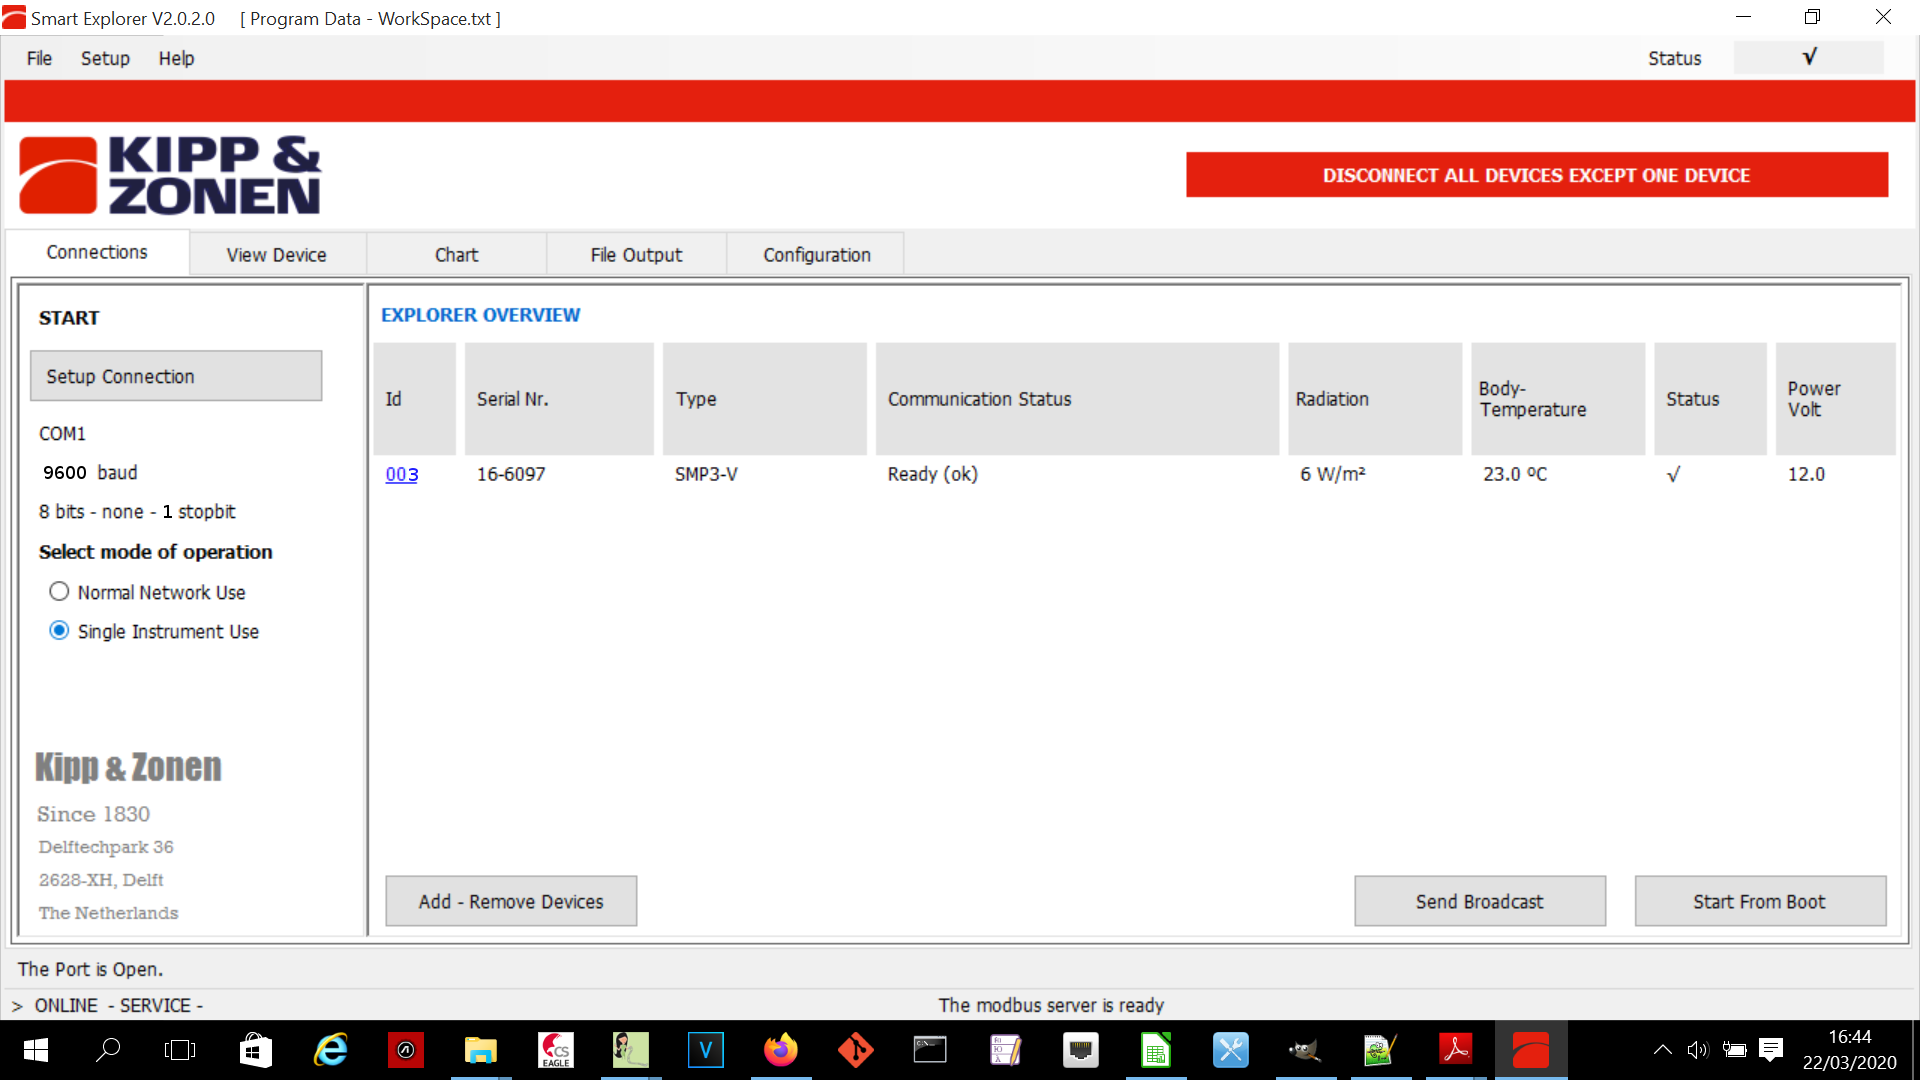 Smart Explorer V2.0.2.0 [ Program Data - WorkSpace.txt ]
File Setup Help Status √
KIPP &
ZONEN
DISCONNECT ALL DEVICES EXCEPT ONE DEVICE
Connections View Device Chart File Output Configuration
START
Setup Connection
COM1
9600 baud
8 bits - none - 1 stopbit
Select mode of operation
Normal Network Use
Single Instrument Use
Kipp & Zonen
Since 1830
Delftechpark 36
2628-XH, Delft
The Netherlands
EXPLORER OVERVIEW
Id Serial Nr. Type Communication Status Radiation Body-Temperature Status Power Volt
003 16-6097 SMP3-V Ready (ok) 6 W/m² 23.0 ºC √ 12.0
Add - Remove Devices Send Broadcast Start From Boot
The Port is Open.
> ONLINE - SERVICE - The modbus server is ready
CS
EAGLE
V
16:44
22/03/2020